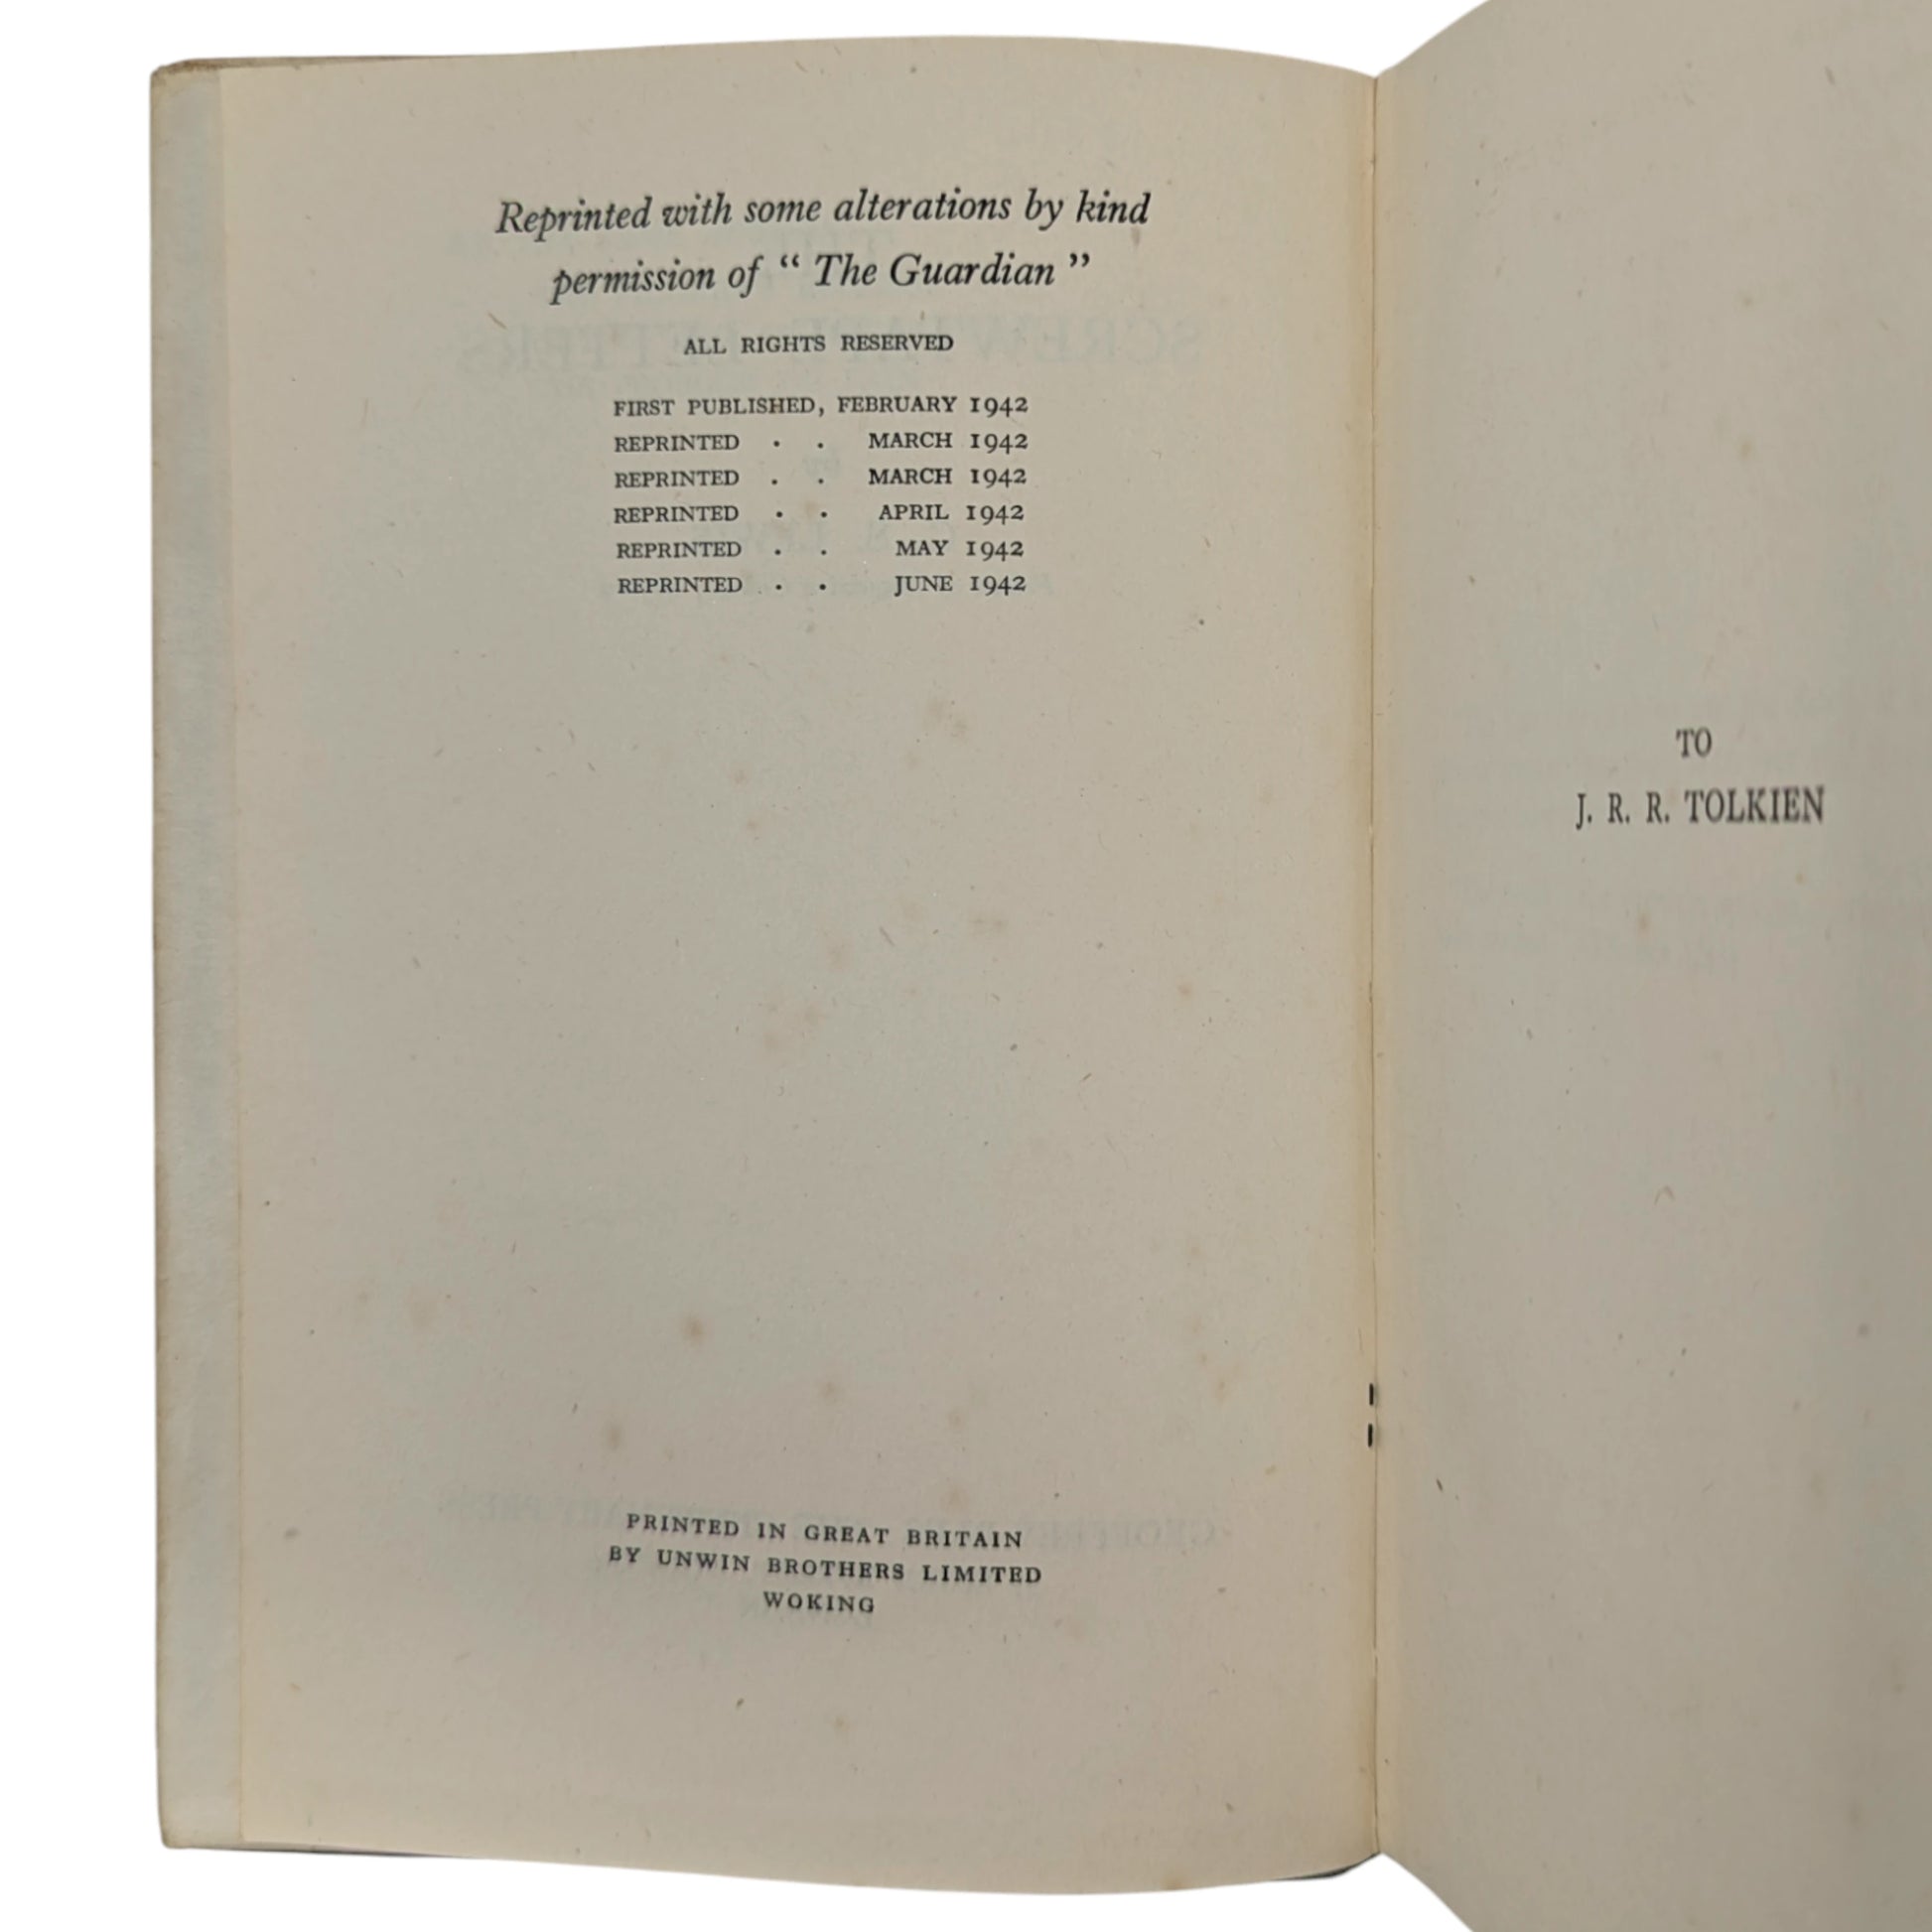 Reprinted with some alterations by kind
permission of “ The Guardian ”
ALL RIGHTS RESERVED
FIRST PUBLISHED, FEBRUARY 1942
REPRINTED . . MARCH 1942
REPRINTED . . MARCH 1942
REPRINTED . . APRIL 1942
REPRINTED . . MAY 1942
REPRINTED . . JUNE 1942
PRINTED IN GREAT BRITAIN
BY UNWIN BROTHERS LIMITED
WOKING
TO
J. R. R. TOLKIEN